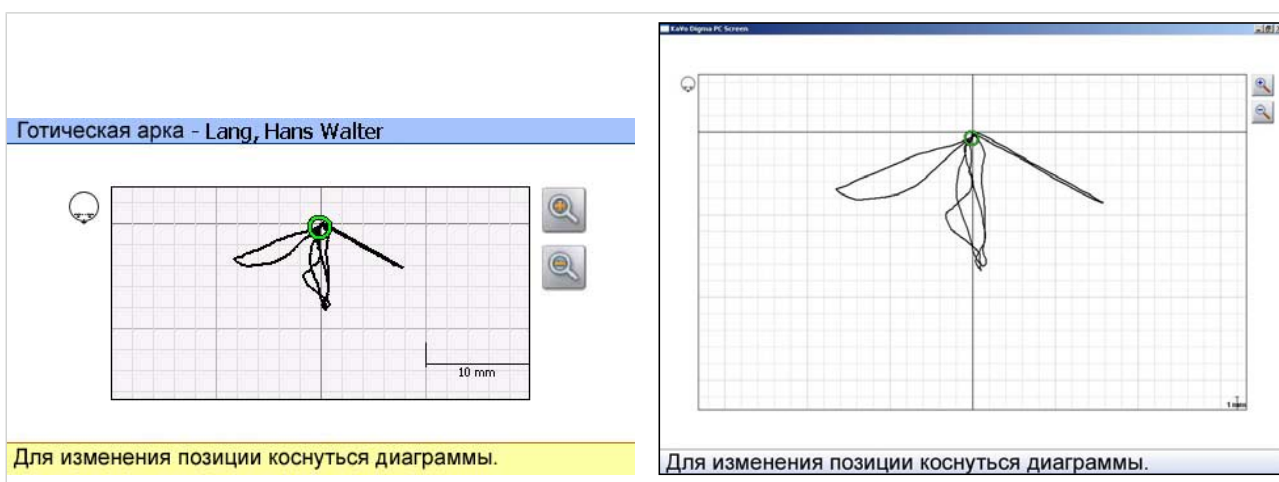 Готическая арка - Lang, Hans Walter
10 mm
Для изменения позиции коснуться диаграммы.
KaVo Digma PC Screen
1 mm
Для изменения позиции коснуться диаграммы.